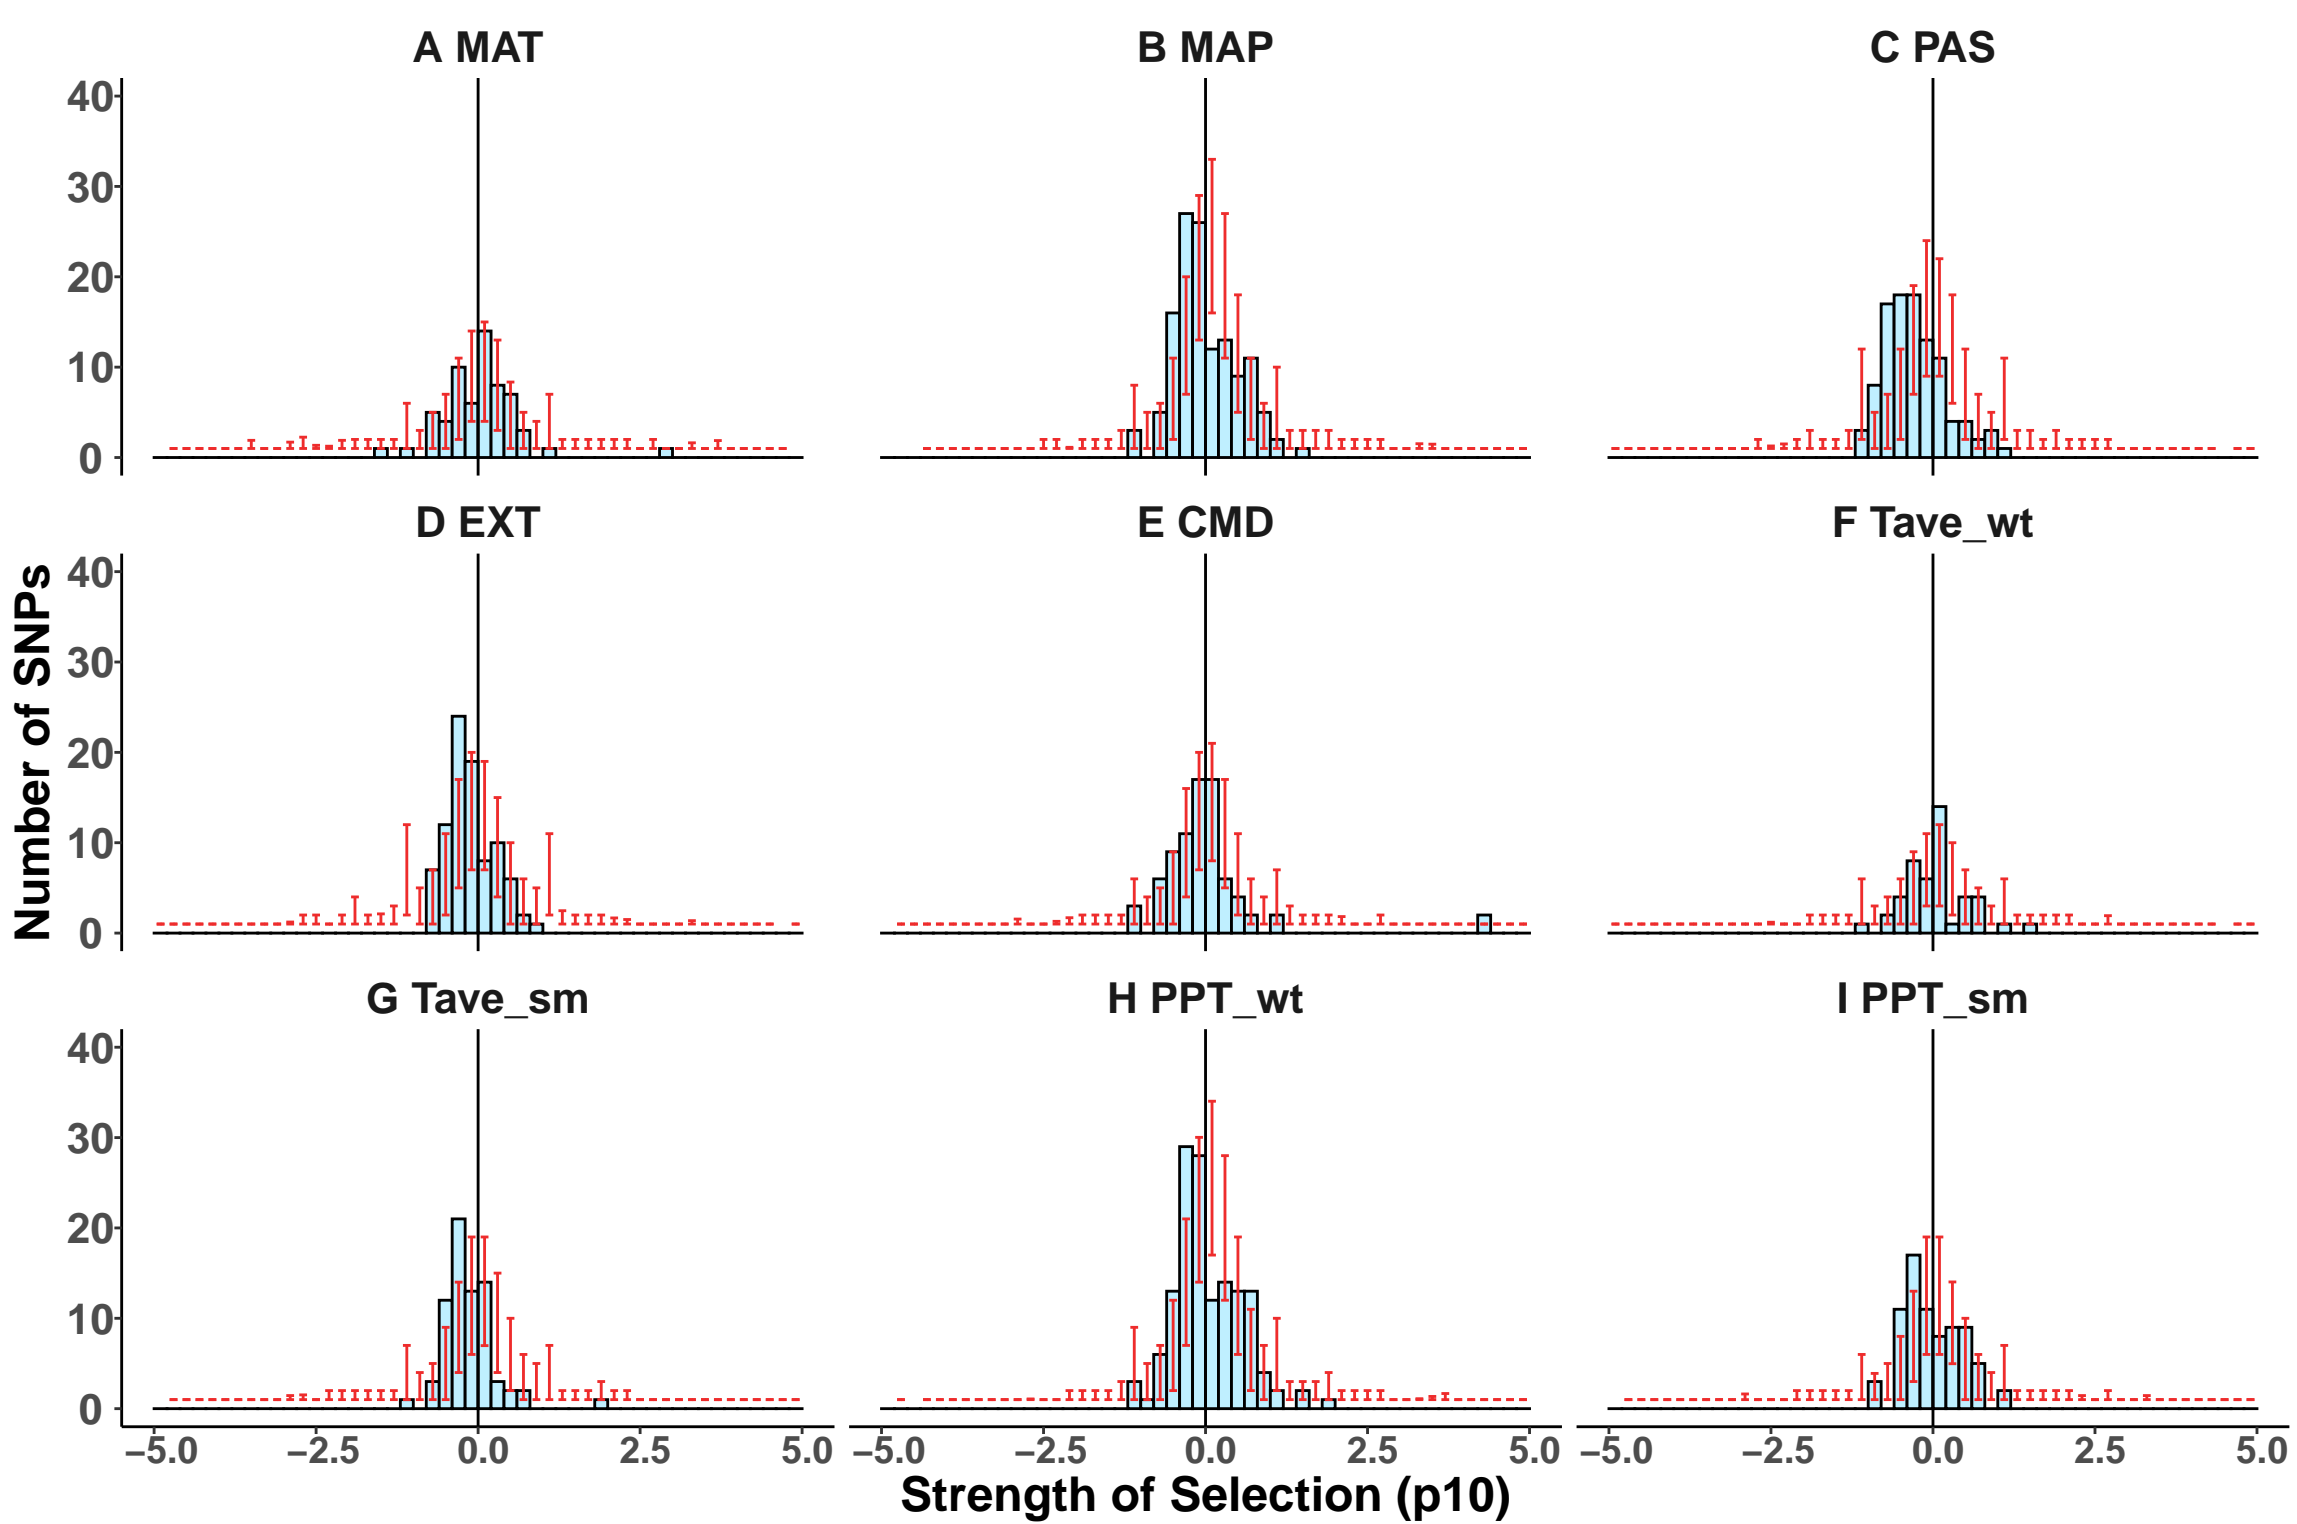 A MAT
B MAP
C PAS
40
30
20
10
0
D EXT
E CMD
F Tave_wt
40
30
20
10
0
G Tave_sm
H PPT_wt
I PPT_sm
40
30
20
10
0
Number of SNPs
−5.0 −2.5 0.0 2.5 5.0
−5.0 −2.5 0.0 2.5 5.0
−5.0 −2.5 0.0 2.5 5.0
Strength of Selection (p10)